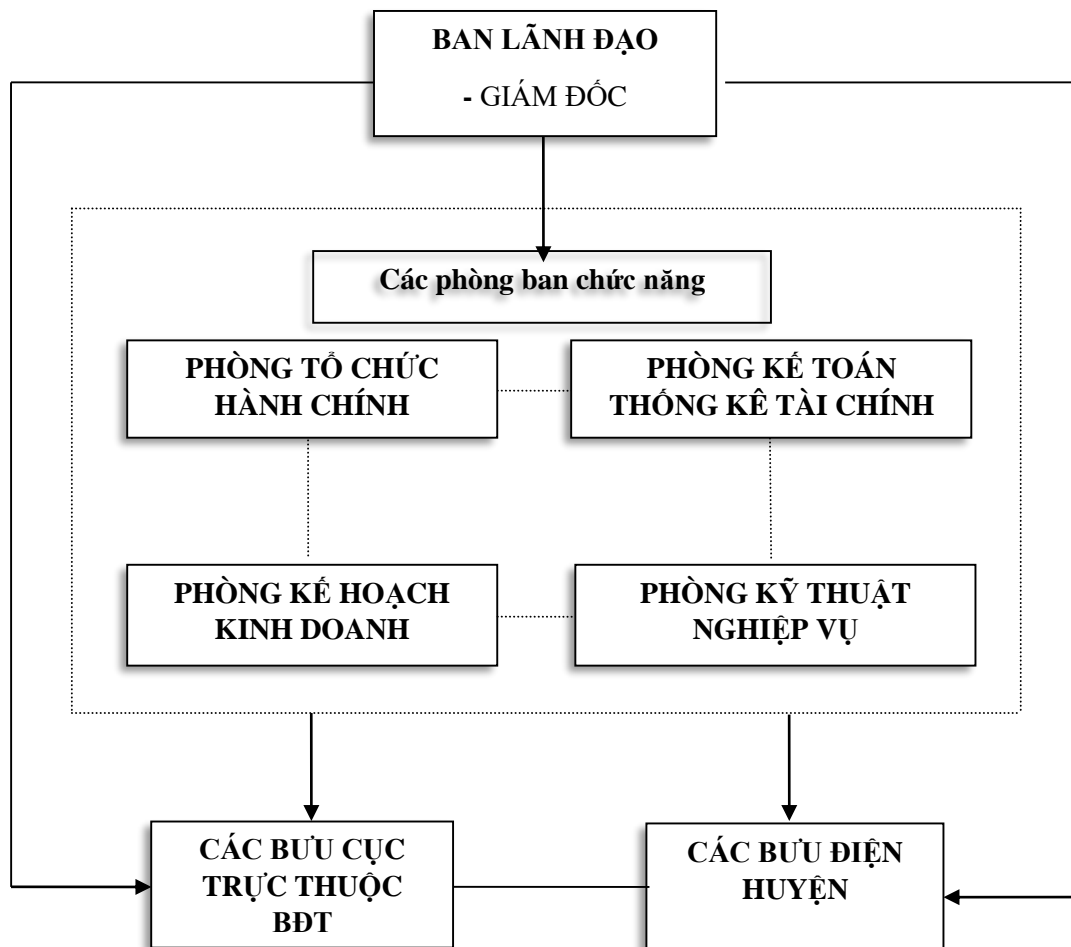 BAN LÃNH ĐẠO
- GIÁM ĐỐC
Các phòng ban chức năng
PHÒNG TỔ CHỨC
HÀNH CHÍNH
PHÒNG KẾ TOÁN
THỐNG KÊ TÀI CHÍNH
PHÒNG KẾ HOẠCH
KINH DOANH
PHÒNG KỸ THUẬT
NGHIỆP VỤ
CÁC BƯU CỤC
TRỰC THUỘC
BĐT
CÁC BƯU ĐIỆN
HUYỆN